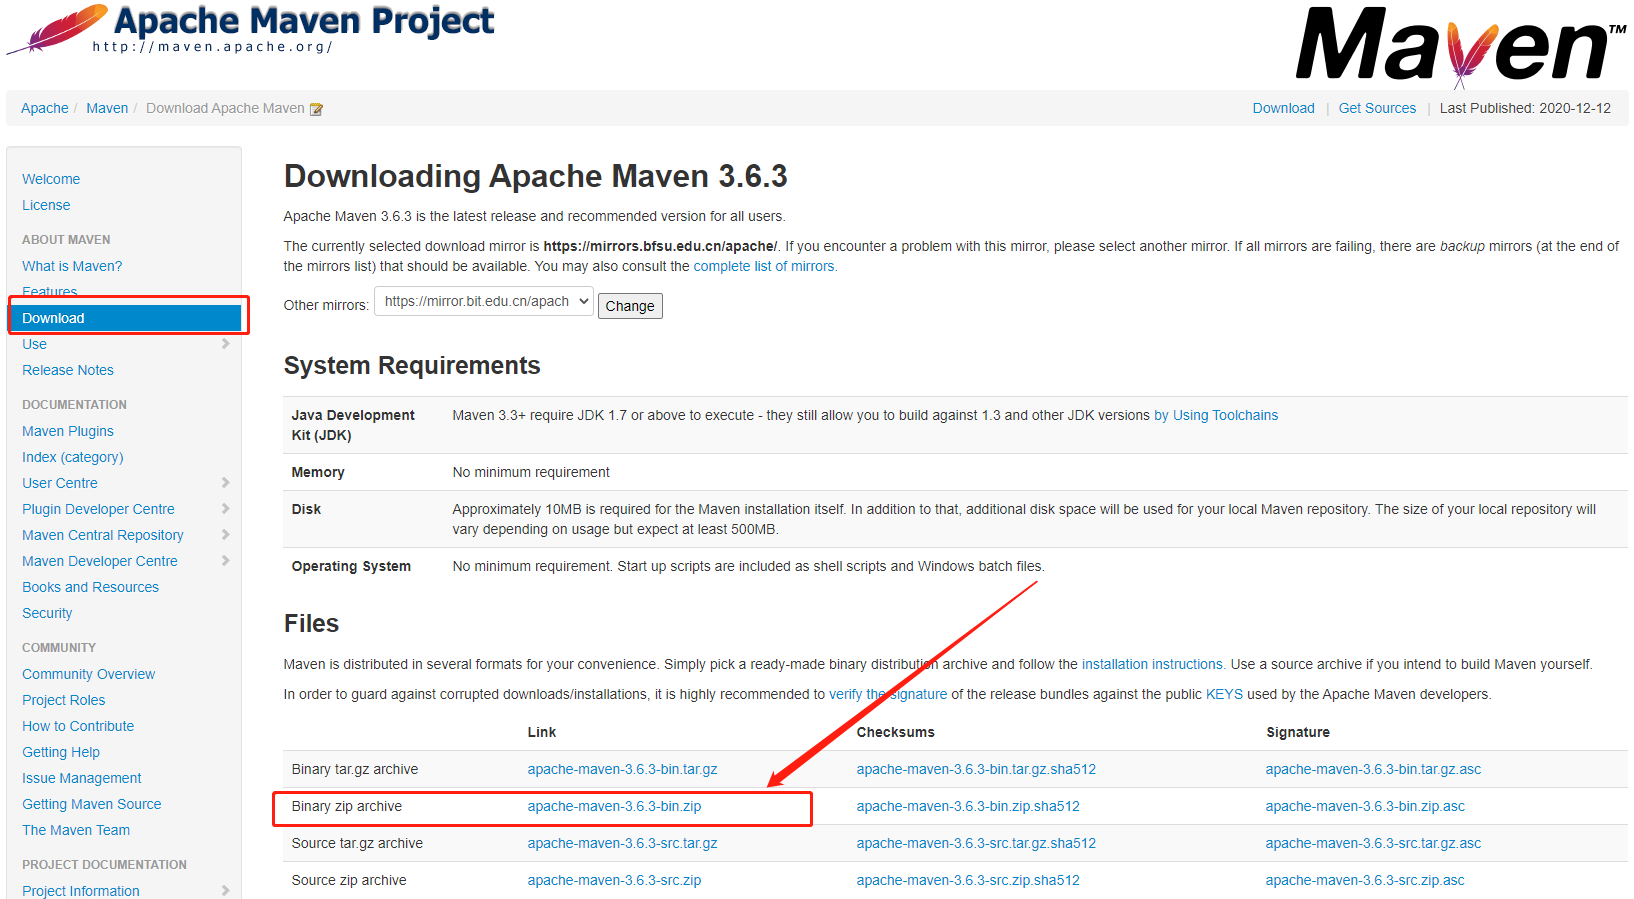 Apache Maven Project
http://maven.apache.org/
Maven™
Apache / Maven / Download Apache Maven
Download | Get Sources | Last Published: 2020-12-12
Welcome
License
ABOUT MAVEN
What is Maven?
Features
Download
Use
Release Notes
DOCUMENTATION
Maven Plugins
Index (category)
User Centre
Plugin Developer Centre
Maven Central Repository
Maven Developer Centre
Books and Resources
Security
COMMUNITY
Community Overview
Project Roles
How to Contribute
Getting Help
Issue Management
Getting Maven Source
The Maven Team
PROJECT DOCUMENTATION
Project Information
Downloading Apache Maven 3.6.3
Apache Maven 3.6.3 is the latest release and recommended version for all users.
The currently selected download mirror is https://mirrors.bfsu.edu.cn/apache/. If you encounter a problem with this mirror, please select another mirror. If all mirrors are failing, there are backup mirrors (at the end of
the mirrors list) that should be available. You may also consult the complete list of mirrors.
Other mirrors: https://mirror.bit.edu.cn/apach Change
System Requirements
Java Development Maven 3.3+ require JDK 1.7 or above to execute - they still allow you to build against 1.3 and other JDK versions by Using Toolchains
Kit (JDK)
Memory No minimum requirement
Disk Approximately 10MB is required for the Maven installation itself. In addition to that, additional disk space will be used for your local Maven repository. The size of your local repository will
vary depending on usage but expect at least 500MB.
Operating System No minimum requirement. Start up scripts are included as shell scripts and Windows batch files.
Files
Maven is distributed in several formats for your convenience. Simply pick a ready-made binary distribution archive and follow the installation instructions. Use a source archive if you intend to build Maven yourself.
In order to guard against corrupted downloads/installations, it is highly recommended to verify the signature of the release bundles against the public KEYS used by the Apache Maven developers.
Link Checksums Signature
Binary tar.gz archive apache-maven-3.6.3-bin.tar.gz apache-maven-3.6.3-bin.tar.gz.sha512 apache-maven-3.6.3-bin.tar.gz.asc
Binary zip archive apache-maven-3.6.3-bin.zip apache-maven-3.6.3-bin.zip.sha512 apache-maven-3.6.3-bin.zip.asc
Source tar.gz archive apache-maven-3.6.3-src.tar.gz apache-maven-3.6.3-src.tar.gz.sha512 apache-maven-3.6.3-src.tar.gz.asc
Source zip archive apache-maven-3.6.3-src.zip apache-maven-3.6.3-src.zip.sha512 apache-maven-3.6.3-src.zip.asc